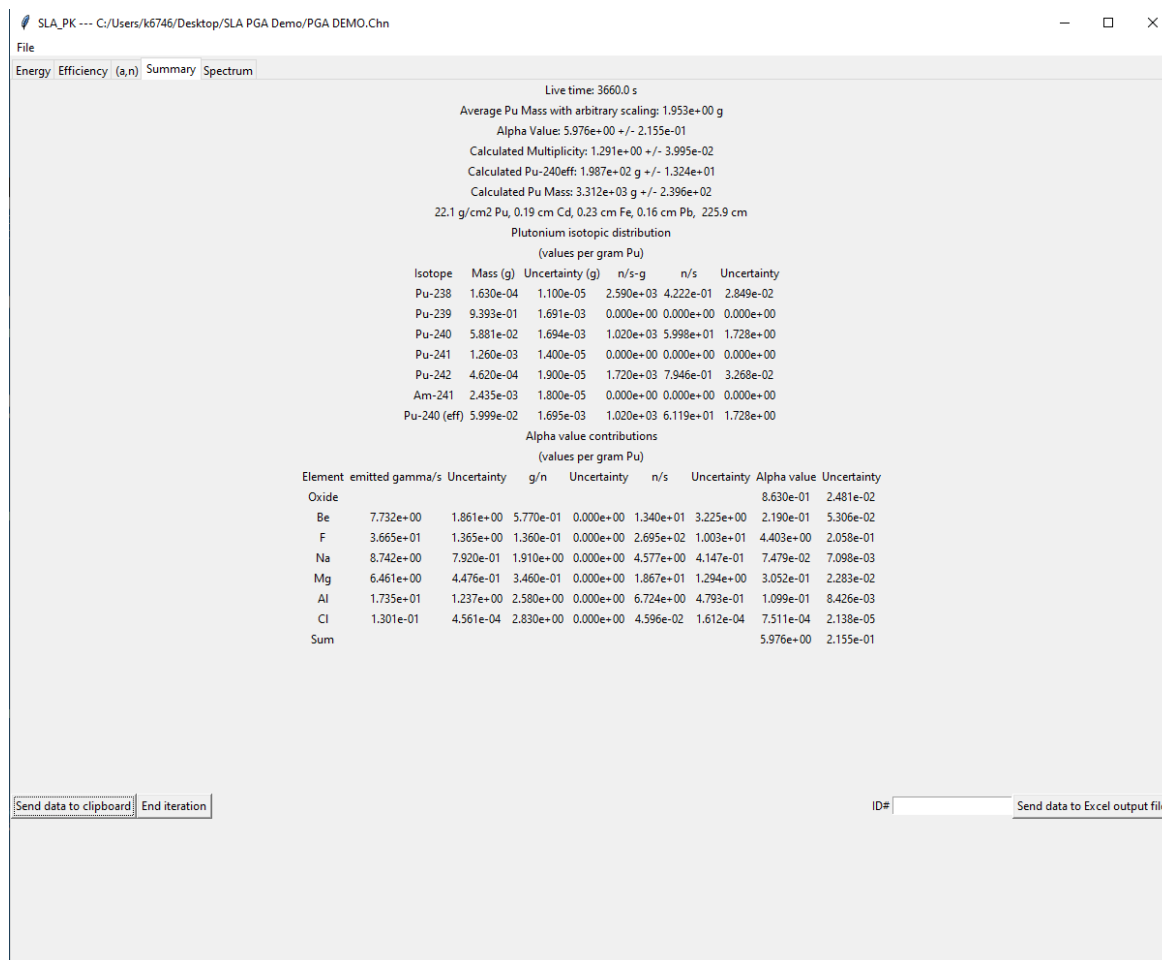 SLA_PK --- C:/Users/k6746/Desktop/SLA PGA Demo/PGA DEMO.Chn
File
Energy Efficiency (a,n) Summary Spectrum
Live time: 3660.0 s
Average Pu Mass with arbitrary scaling: 1.953e+00 g
Alpha Value: 5.976e+00 +/- 2.155e-01
Calculated Multiplicity: 1.291e+00 +/- 3.995e-02
Calculated Pu-240eff: 1.987e+02 g +/- 1.324e+01
Calculated Pu Mass: 3.312e+03 g +/- 2.396e+02
22.1 g/cm2 Pu, 0.19 cm Cd, 0.23 cm Fe, 0.16 cm Pb, 225.9 cm
Plutonium isotopic distribution
(values per gram Pu)
Isotope Mass (g) Uncertainty (g) n/s-g n/s Uncertainty
Pu-238 1.630e-04 1.100e-05 2.590e+03 4.222e-01 2.849e-02
Pu-239 9.393e-01 1.691e-03 0.000e+00 0.000e+00 0.000e+00
Pu-240 5.881e-02 1.694e-03 1.020e+03 5.998e+01 1.728e+00
Pu-241 1.260e-03 1.400e-05 0.000e+00 0.000e+00 0.000e+00
Pu-242 4.620e-04 1.900e-05 1.720e+03 7.946e-01 3.268e-02
Am-241 2.435e-03 1.800e-05 0.000e+00 0.000e+00 0.000e+00
Pu-240 (eff) 5.999e-02 1.695e-03 1.020e+03 6.119e+01 1.728e+00
Alpha value contributions
(values per gram Pu)
Element emitted gamma/s Uncertainty g/n Uncertainty n/s Uncertainty Alpha value Uncertainty
Oxide 8.630e-01 2.481e-02
Be 7.732e+00 1.861e+00 5.770e-01 0.000e+00 1.340e+01 3.225e+00 2.190e-01 5.306e-02
F 3.665e+01 1.365e+00 1.360e-01 0.000e+00 2.695e+02 1.003e+01 4.403e+00 2.058e-01
Na 8.742e+00 7.920e-01 1.910e+00 0.000e+00 4.577e+00 4.147e-01 7.479e-02 7.098e-03
Mg 6.461e+00 4.476e-01 3.460e-01 0.000e+00 1.867e+01 1.294e+00 3.052e-01 2.283e-02
Al 1.735e+01 1.237e+00 2.580e+00 0.000e+00 6.724e+00 4.793e-01 1.099e-01 8.426e-03
Cl 1.301e-01 4.561e-04 2.830e+00 0.000e+00 4.596e-02 1.612e-04 7.511e-04 2.138e-05
Sum 5.976e+00 2.155e-01
Send data to clipboard End iteration ID# Send data to Excel output fil